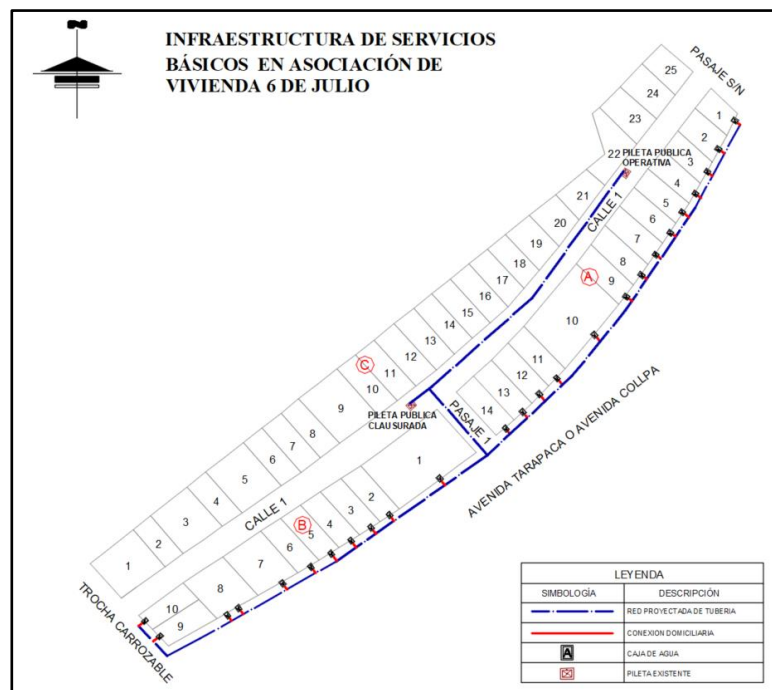 INFRAESTRUCTURA DE SERVICIOS
BÁSICOS EN ASOCIACIÓN DE
VIVIENDA 6 DE JULIO
PASAJE S/N
25
24
23
22
PILETA PÚBLICA
OPERATIVA
21
20
19
18
17
16
15
14
13
12
11
10
9
8
7
6
5
4
3
2
1
C
CALLE 1
1
2
3
4
5
6
7
8
9
10
11
12
13
14
A
PILETA PÚBLICA
CLAUSURADA
PASAJE 1
AVENIDA TARAPACA O AVENIDA COLLPA
CALLE 1
B
1
2
3
4
5
6
7
8
9
10
TROCHA CARROZABLE
LEYENDA
SIMBOLOGÍA DESCRIPCIÓN
RED PROYECTADA DE TUBERIA
CONEXION DOMICILIARIA
A CAJA DE AGUA
PILETA EXISTENTE